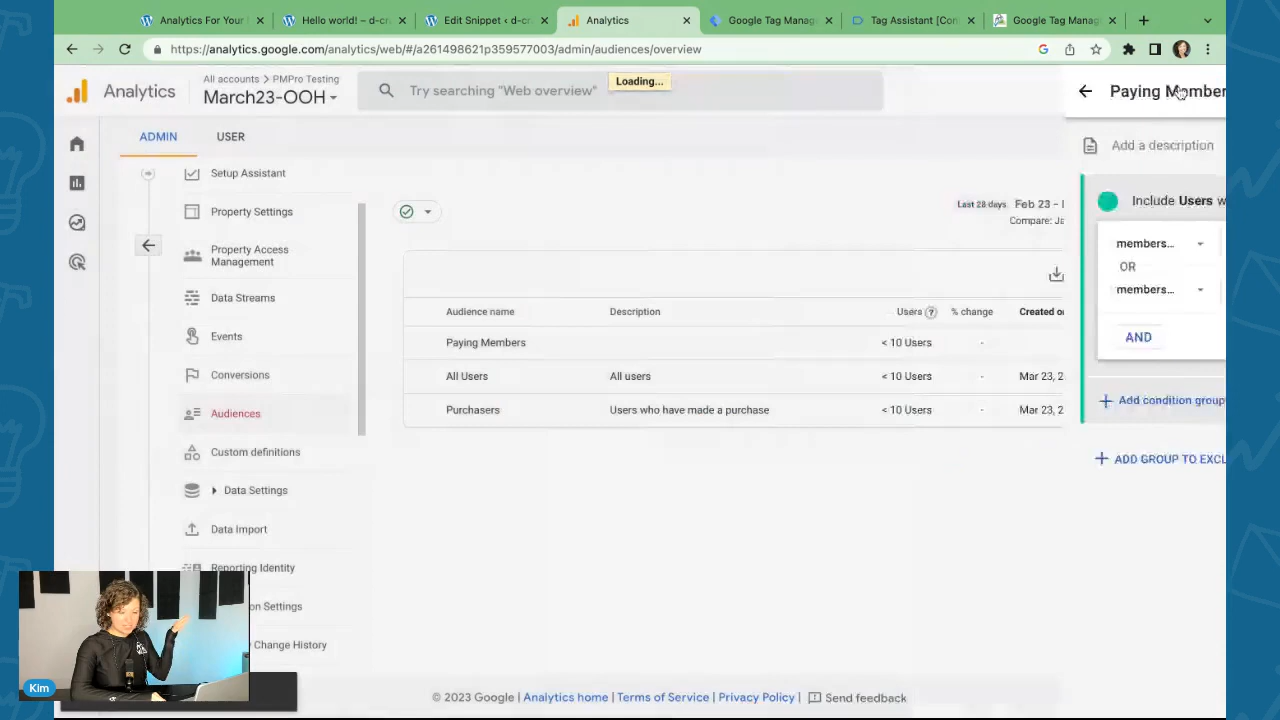 Analytics For Your
Hello world! – d-cr
Edit Snippet ‹ d-cr
Analytics
Google Tag Manag
Tag Assistant [Con
Google Tag Manag
https://analytics.google.com/analytics/web/#/a261498621p359577003/admin/audiences/overview
Analytics
All accounts > PMPro Testing
March23-OOH
Try searching "Web overview"
Loading...
Paying Member
ADMIN
USER
Add a description
Setup Assistant
Property Settings
Property Access
Management
Data Streams
Events
Conversions
Audiences
Custom definitions
Data Settings
Data Import
Reporting Identity
on Settings
Change History
Last 28 days
Feb 23 –
Compare: Ja
Audience name
Description
Users
% change
Created o
Paying Members
< 10 Users
-
All Users
All users
< 10 Users
-
Mar 23, 2
Purchasers
Users who have made a purchase
< 10 Users
-
Mar 23, 2
Include Users w
members...
OR
members...
AND
+ Add condition group
+ ADD GROUP TO EXCL
Kim
© 2023 Google | Analytics home | Terms of Service | Privacy Policy |
Send feedback